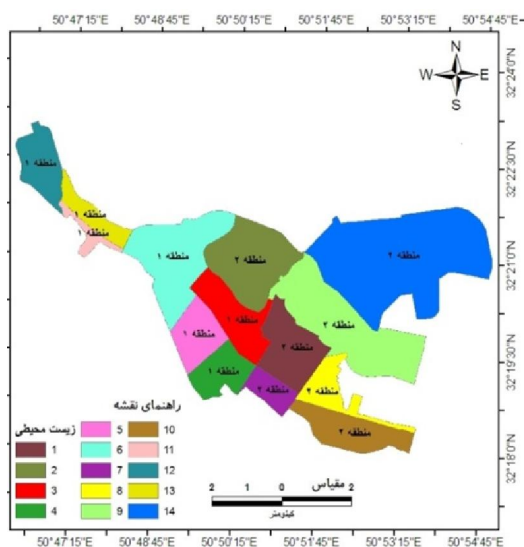 50°47'15"E 50°48'45"E 50°50'15"E 50°51'45"E 50°53'15"E 50°54'45"E
N
W E
S
32°24'0"N
32°22'30"N
32°21'0"N
32°19'30"N
32°18'0"N
منطقه ۱
منطقه ۱
منطقه ۱
منطقه ۱
منطقه ۲
منطقه ۲
منطقه ۱
منطقه ۲
منطقه ۱
منطقه ۲
منطقه ۱
منطقه ۲
منطقه ۲
منطقه ۲
راهنمای نقشه
زیست محیطی
1
2
3
4
5
6
7
8
9
10
11
12
13
14
مقیاس
2 1 0 2
کیلومتر
50°47'15"E 50°48'45"E 50°50'15"E 50°51'45"E 50°53'15"E 50°54'45"E